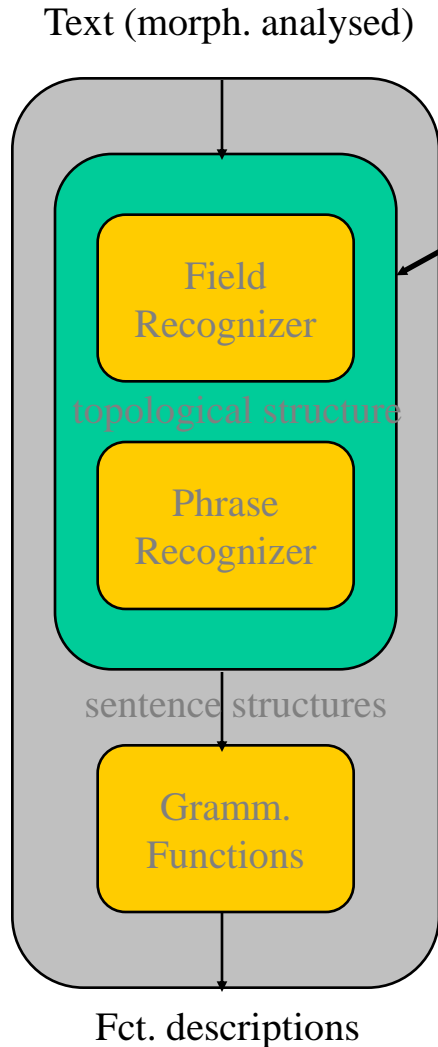 Text (morph. analysed)
Field
Recognizer
topological structure
Phrase
Recognizer
sentence structures
Gramm.
Functions
Fct. descriptions